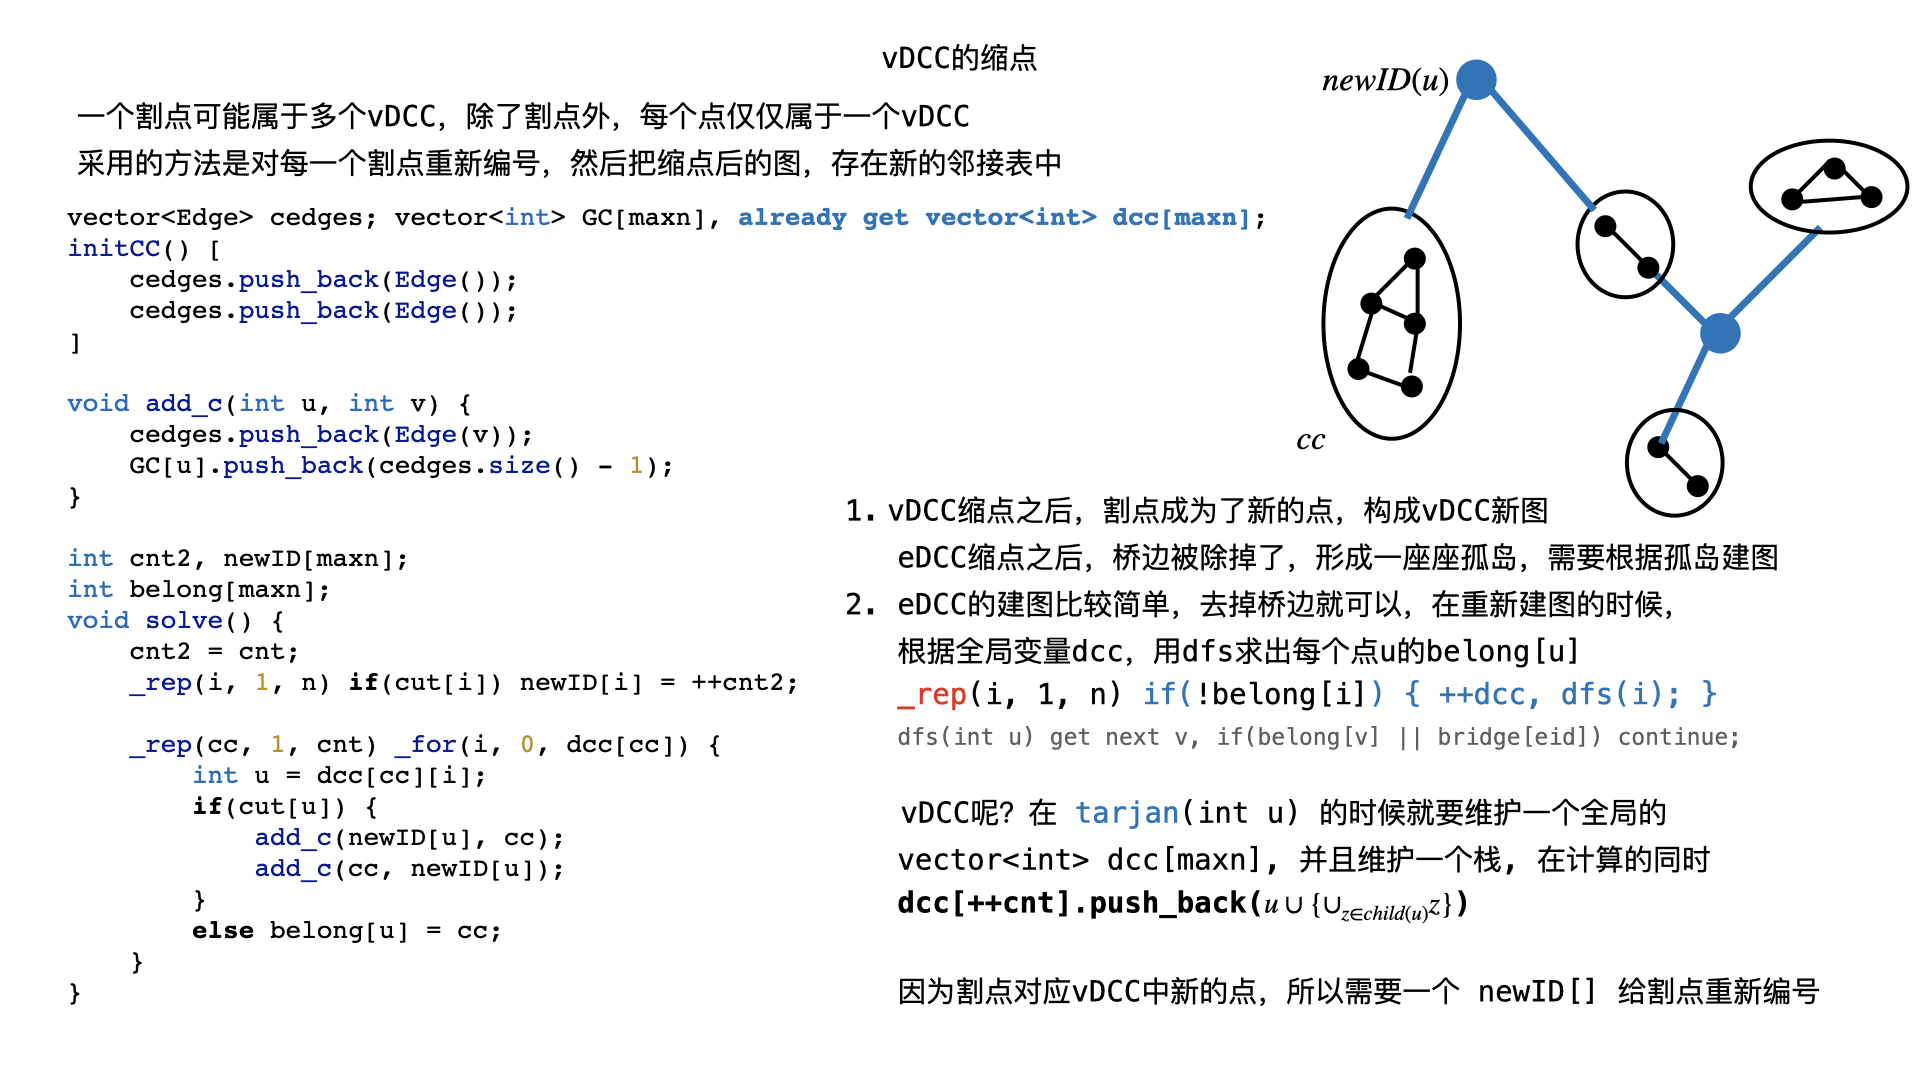 vDCC的缩点
一个割点可能属于多个vDCC，除了割点外，每个点仅仅属于一个vDCC
采用的方法是对每一个割点重新编号，然后把缩点后的图，存在新的邻接表中
vector<Edge> cedges; vector<int> GC[maxn], already get vector<int> dcc[maxn];
initCC() [
    cedges.push_back(Edge());
    cedges.push_back(Edge());
]
void add_c(int u, int v) {
    cedges.push_back(Edge(v));
    GC[u].push_back(cedges.size() - 1);
}
int cnt2, newID[maxn];
int belong[maxn];
void solve() {
    cnt2 = cnt;
    _rep(i, 1, n) if(cut[i]) newID[i] = ++cnt2;
    _rep(cc, 1, cnt) _for(i, 0, dcc[cc]) {
        int u = dcc[cc][i];
        if(cut[u]) {
            add_c(newID[u], cc);
            add_c(cc, newID[u]);
        }
        else belong[u] = cc;
    }
}
newID(u)
cc
1. vDCC缩点之后，割点成为了新的点，构成vDCC新图
eDCC缩点之后，桥边被除掉了，形成一座座孤岛，需要根据孤岛建图
2. eDCC的建图比较简单，去掉桥边就可以，在重新建图的时候，
根据全局变量dcc，用dfs求出每个点u的belong[u]
_rep(i, 1, n) if(!belong[i]) { ++dcc, dfs(i); }
dfs(int u) get next v, if(belong[v] || bridge[eid]) continue;
vDCC呢？在 tarjan(int u) 的时候就要维护一个全局的
vector<int> dcc[maxn]，并且维护一个栈，在计算的同时
dcc[++cnt].push_back(u ∪ {∪z∈child(u)z})
因为割点对应vDCC中新的点，所以需要一个 newID[] 给割点重新编号